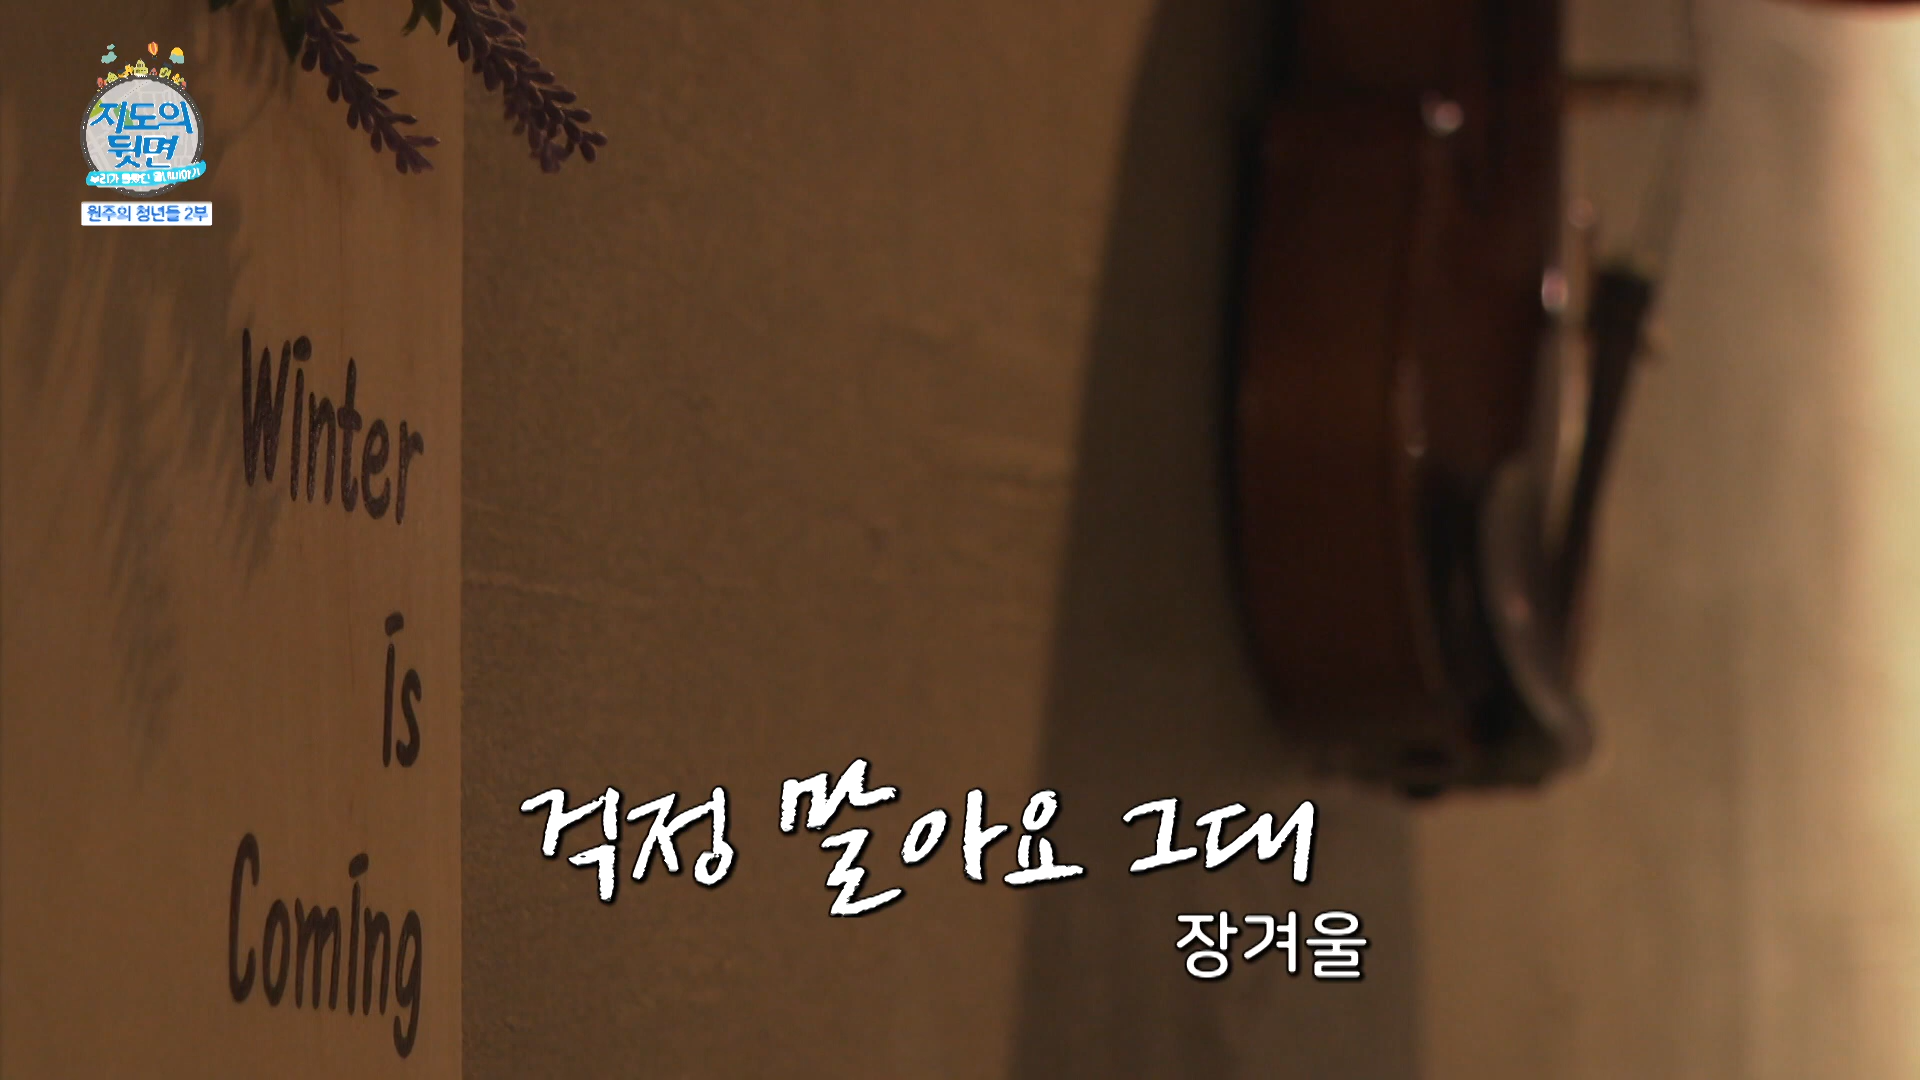 지도의
뒷면
원주의 청년들 2부
Winter
is
Coming
걱정 말아요 그대
장겨울